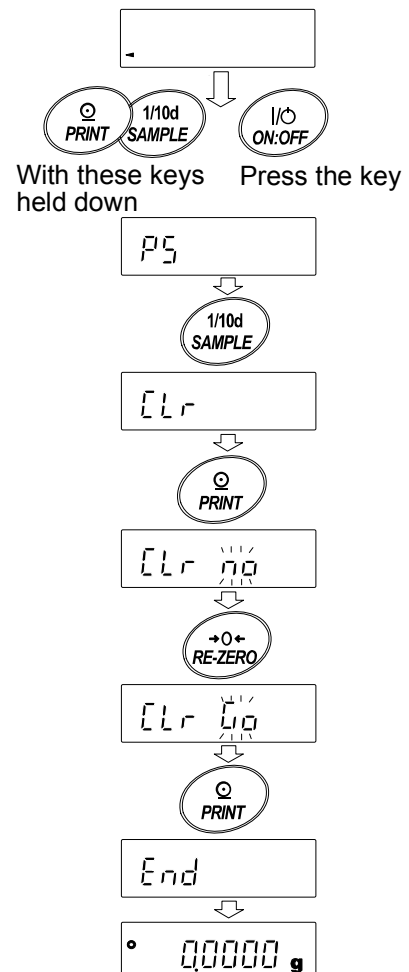 PRINT
1/10d
SAMPLE
I/⏻
ON:OFF
With these keys
held down
Press the key
PS
1/10d
SAMPLE
CLr
PRINT
CLr no
→0←
RE-ZERO
CLr Go
PRINT
End
0.0000 g